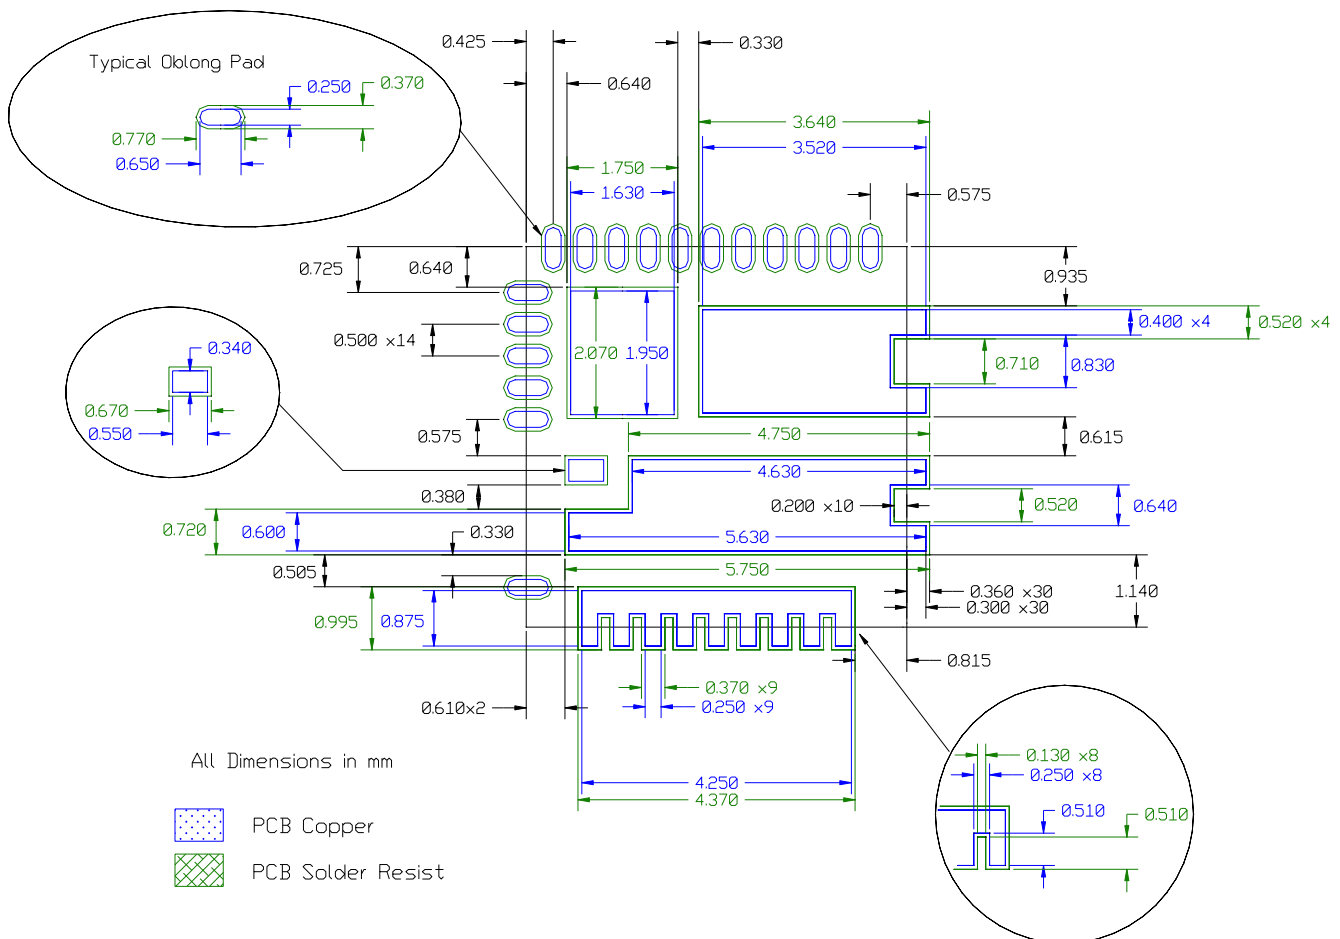 0.425
0.330
Typical Oblong Pad
0.640
0.250
0.370
3.640
0.770
3.520
0.650
1.750
1.630
0.575
0.725
0.640
0.935
0.400 x4
0.520 x4
0.340
0.500 x14
2.070
1.950
0.710
0.830
0.670
0.550
0.575
4.750
0.615
4.630
0.380
0.200 x10
0.520
0.640
0.720
0.600
0.330
5.630
0.505
5.750
0.360 x30
1.140
0.300 x30
0.995
0.875
0.815
0.370 x9
0.610x2
0.250 x9
All Dimensions in mm
0.130 x8
4.250
0.250 x8
4.370
0.510
0.510
PCB Copper
PCB Solder Resist